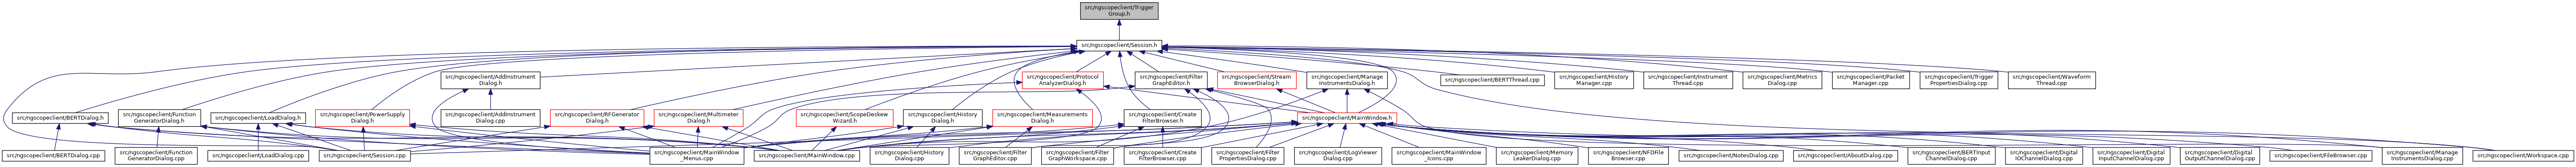 src/ngscopeclient/Trigger
Group.h
src/ngscopeclient/Session.h
src/ngscopeclient/AddInstrument
Dialog.h
src/ngscopeclient/Protocol
AnalyzerDialog.h
src/ngscopeclient/Filter
GraphEditor.h
src/ngscopeclient/Stream
BrowserDialog.h
src/ngscopeclient/Manage
InstrumentsDialog.h
src/ngscopeclient/BERTThread.cpp
src/ngscopeclient/History
Manager.cpp
src/ngscopeclient/Instrument
Thread.cpp
src/ngscopeclient/Metrics
Dialog.cpp
src/ngscopeclient/Packet
Manager.cpp
src/ngscopeclient/Trigger
PropertiesDialog.cpp
src/ngscopeclient/Waveform
Thread.cpp
src/ngscopeclient/BERTDialog.h
src/ngscopeclient/Function
GeneratorDialog.h
src/ngscopeclient/LoadDialog.h
src/ngscopeclient/PowerSupply
Dialog.h
src/ngscopeclient/AddInstrument
Dialog.cpp
src/ngscopeclient/RFGenerator
Dialog.h
src/ngscopeclient/Multimeter
Dialog.h
src/ngscopeclient/ScopeDeskew
Wizard.h
src/ngscopeclient/History
Dialog.h
src/ngscopeclient/Measurements
Dialog.h
src/ngscopeclient/Create
FilterBrowser.h
src/ngscopeclient/MainWindow.h
src/ngscopeclient/BERTDialog.cpp
src/ngscopeclient/Function
GeneratorDialog.cpp
src/ngscopeclient/LoadDialog.cpp
src/ngscopeclient/Session.cpp
src/ngscopeclient/MainWindow
_Menus.cpp
src/ngscopeclient/MainWindow.cpp
src/ngscopeclient/History
Dialog.cpp
src/ngscopeclient/Filter
GraphEditor.cpp
src/ngscopeclient/Filter
GraphWorkspace.cpp
src/ngscopeclient/Create
FilterBrowser.cpp
src/ngscopeclient/Filter
PropertiesDialog.cpp
src/ngscopeclient/LogViewer
Dialog.cpp
src/ngscopeclient/MainWindow
_Icons.cpp
src/ngscopeclient/Memory
LeakerDialog.cpp
src/ngscopeclient/NFDFile
Browser.cpp
src/ngscopeclient/NotesDialog.cpp
src/ngscopeclient/AboutDialog.cpp
src/ngscopeclient/BERTInput
ChannelDialog.cpp
src/ngscopeclient/Digital
IOChannelDialog.cpp
src/ngscopeclient/Digital
InputChannelDialog.cpp
src/ngscopeclient/Digital
OutputChannelDialog.cpp
src/ngscopeclient/FileBrowser.cpp
src/ngscopeclient/Manage
InstrumentsDialog.cpp
src/ngscopeclient/Workspace.cpp